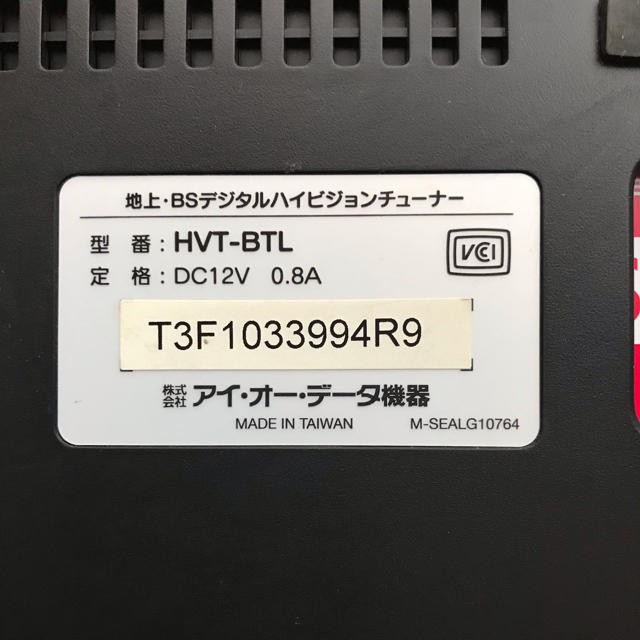 地上・BSデジタルハイビジョンチューナー
型 番：HVT-BTL
VCCI
定 格：DC12V 0.8A
T3F1033994R9
株式会社 アイ・オー・データ機器
MADE IN TAIWAN M-SEALG10764